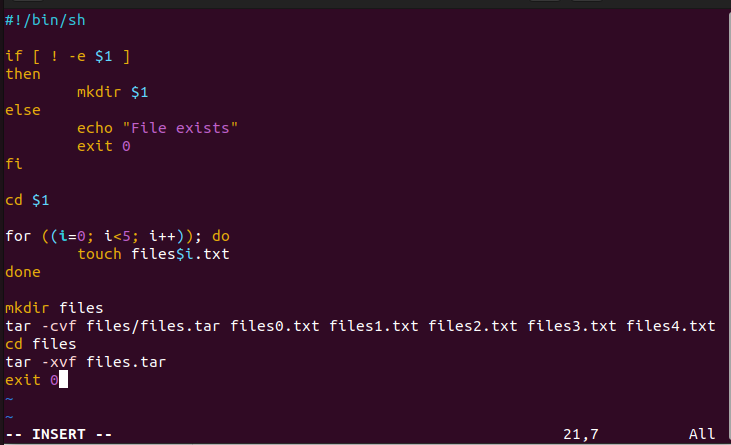 #!/bin/sh
if [ ! -e $1 ]
then
        mkdir $1
else
        echo "File exists"
        exit 0
fi
cd $1
for ((i=0; i<5; i++)); do
        touch files$i.txt
done
mkdir files
tar -cvf files/files.tar files0.txt files1.txt files2.txt files3.txt files4.txt
cd files
tar -xvf files.tar
exit 0
~
~
-- INSERT -- 21,7 All